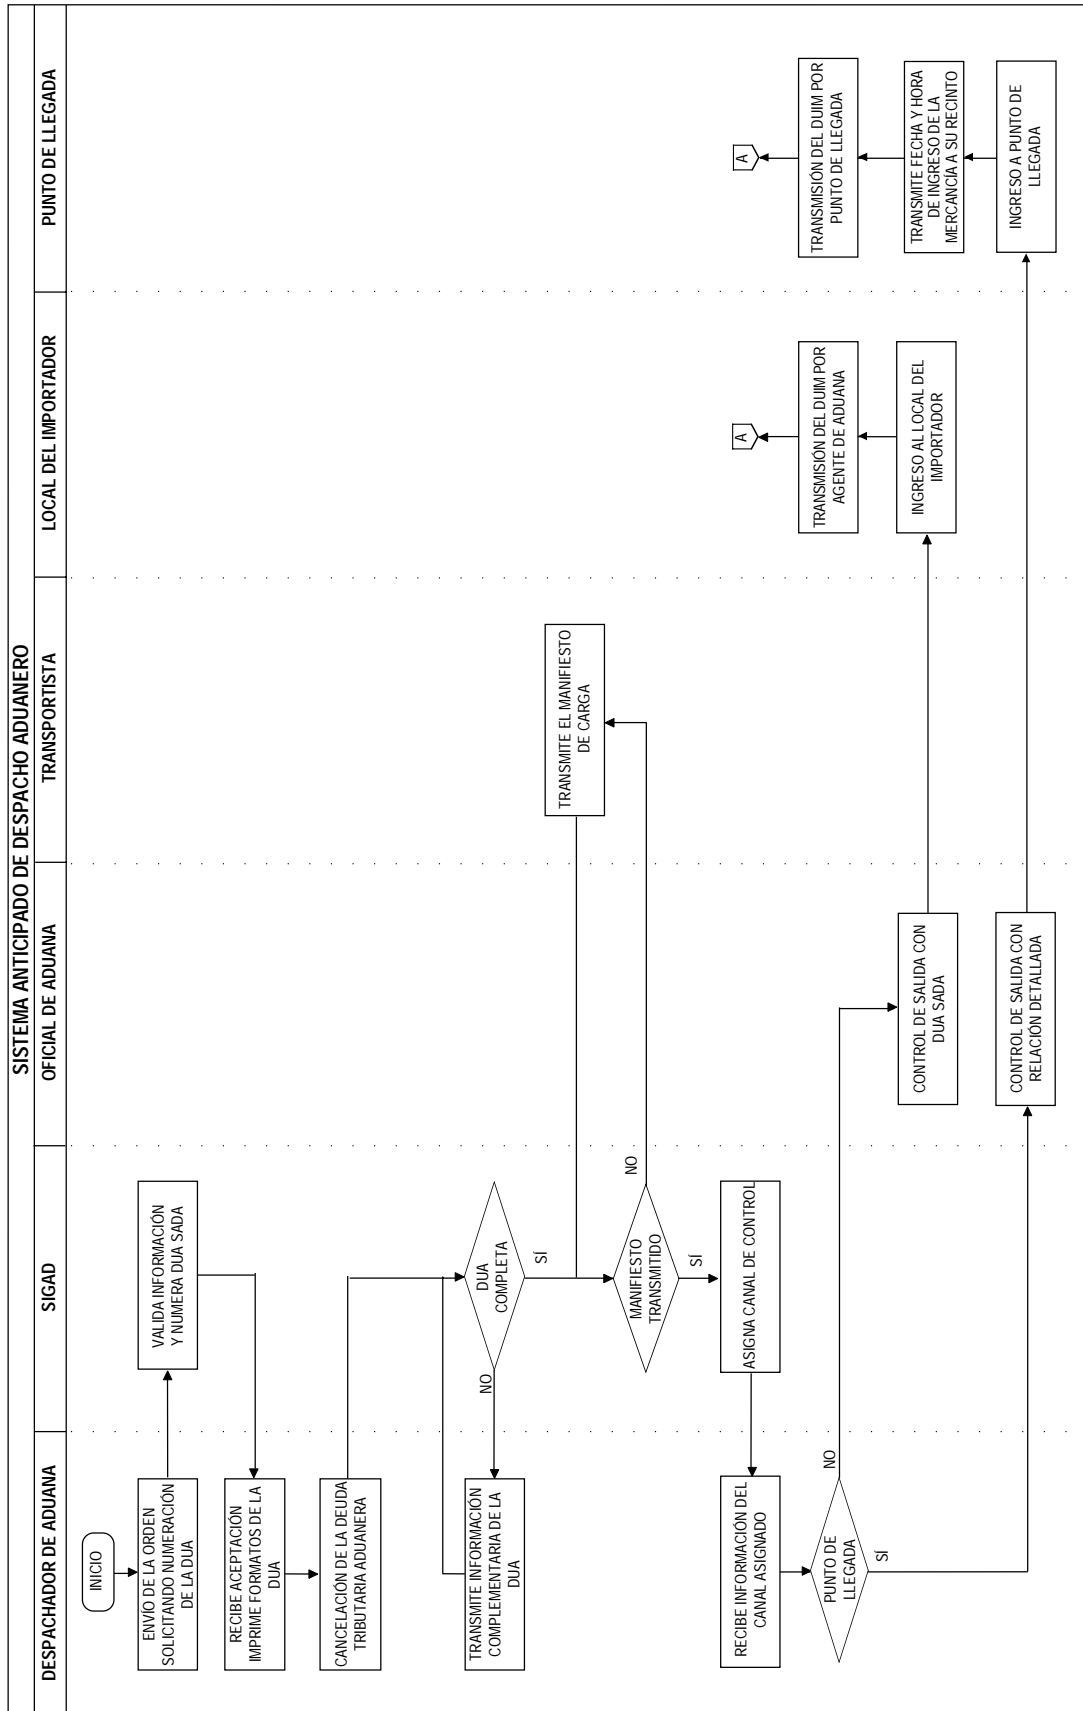 SISTEMA ANTICIPADO DE DESPACHO ADUANERO
DESPACHADOR DE ADUANA
SIGAD
OFICIAL DE ADUANA
TRANSPORTISTA
LOCAL DEL IMPORTADOR
PUNTO DE LLEGADA
INICIO
ENVÍO DE LA ORDEN
SOLICITANDO NUMERACIÓN
DE LA DUA
VALIDA INFORMACIÓN
Y NUMERA DUA SADA
RECIBE ACEPTACIÓN
IMPRIME FORMATOS DE LA
DUA
CANCELACIÓN DE LA DEUDA
TRIBUTARIA ADUANERA
DUA
COMPLETA
NO
SÍ
TRANSMITE INFORMACIÓN
COMPLEMENTARIA DE LA
DUA
TRANSMITE EL MANIFIESTO
DE CARGA
MANIFIESTO
TRANSMITIDO
NO
SÍ
ASIGNA CANAL DE CONTROL
RECIBE INFORMACIÓN DEL
CANAL ASIGNADO
PUNTO DE
LLEGADA
NO
SÍ
CONTROL DE SALIDA CON
DUA SADA
CONTROL DE SALIDA CON
RELACIÓN DETALLADA
INGRESO AL LOCAL DEL
IMPORTADOR
TRANSMISIÓN DEL DUIM POR
AGENTE DE ADUANA
A
INGRESO A PUNTO DE
LLEGADA
TRANSMITE FECHA Y HORA
DE INGRESO DE LA
MERCANCÍA A SU RECINTO
TRANSMISIÓN DEL DUIM POR
PUNTO DE LLEGADA
A